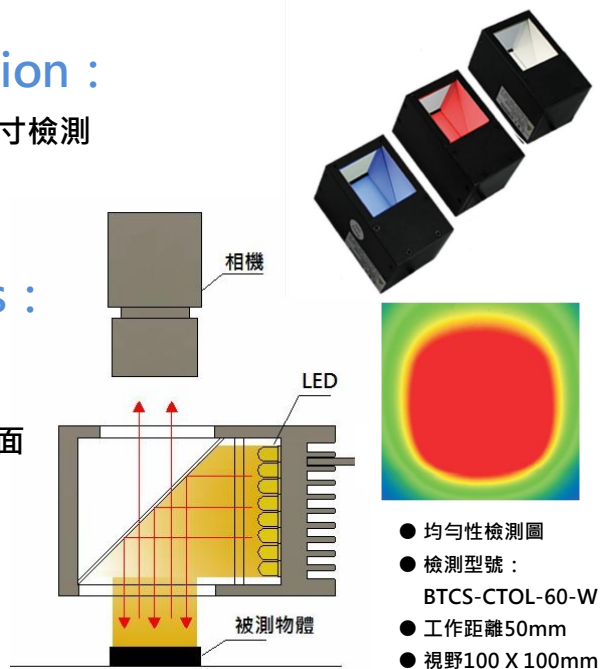 ion：
寸檢測
s：
面
相機
LED
被測物體
● 均勻性檢測圖
● 檢測型號：
BTCS-CTOL-60-W
● 工作距離50mm
● 視野100 X 100mm